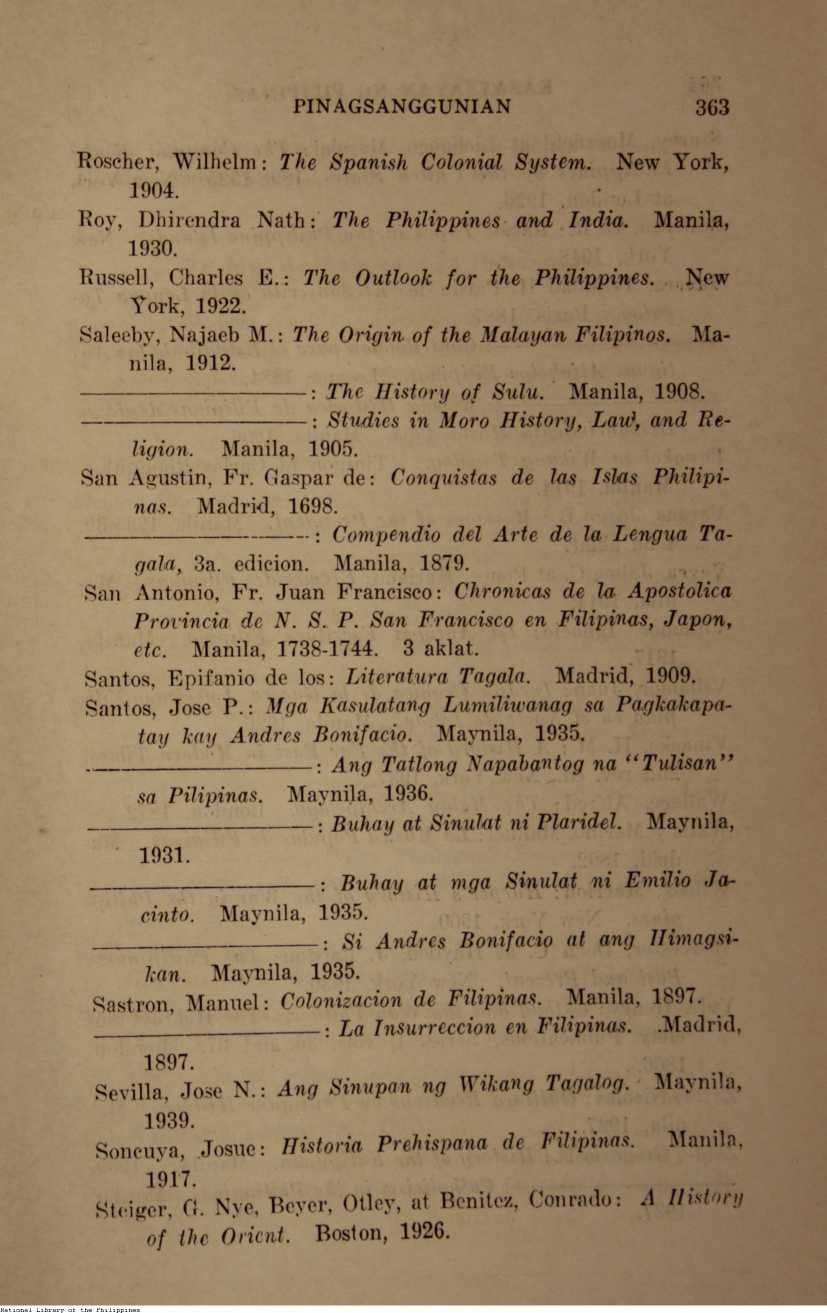 PINAGSANGGUNIAN 363
Roscher, Wilhelm: The Spanish Colonial System. New York,
1904.
Roy, Dhirendra Nath: The Philippines and India. Manila,
1930.
Russell, Charles E.: The Outlook for the Philippines. New
York, 1922.
Saleeby, Najaeb M.: The Origin of the Malayan Filipinos. Ma-
nila, 1912.
————————: The History of Sulu. Manila, 1908.
————————: Studies in Moro History, Law, and Re-
ligion. Manila, 1905.
San Agustin, Fr. Gaspar de: Conquistas de las Islas Philipi-
nas. Madrid, 1698.
————————: Compendio del Arte de la Lengua Ta-
gala, 3a. edicion. Manila, 1879.
San Antonio, Fr. Juan Francisco: Chronicas de la Apostolica
Provincia de N. S. P. San Francisco en Filipinas, Japon,
etc. Manila, 1738-1744. 3 aklat.
Santos, Epifanio de los: Literatura Tagala. Madrid, 1909.
Santos, Jose P.: Mga Kasulatang Lumiliwanag sa Pagkakapa-
tay kay Andres Bonifacio. Maynila, 1935.
————————: Ang Tatlong Napabantog na “Tulisan”
sa Pilipinas. Maynila, 1936.
————————: Buhay at Sinulat ni Plaridel. Maynila,
1931.
————————: Buhay at mga Sinulat ni Emilio Ja-
cinto. Maynila, 1935.
————————: Si Andres Bonifacio at ang Himagsi-
kan. Maynila, 1935.
Sastron, Manuel: Colonizacion de Filipinas. Manila, 1897.
————————: La Insurreccion en Filipinas. Madrid,
1897.
Sevilla, Jose N.: Ang Sinupan ng Wikang Tagalog. Maynila,
1939.
Soncuya, Josue: Historia Prehispana de Filipinas. Manila,
1917.
Steiger, G. Nye, Beyer, Otley, at Benitez, Conrado: A History
of the Orient. Boston, 1926.
National Library of the Philippines